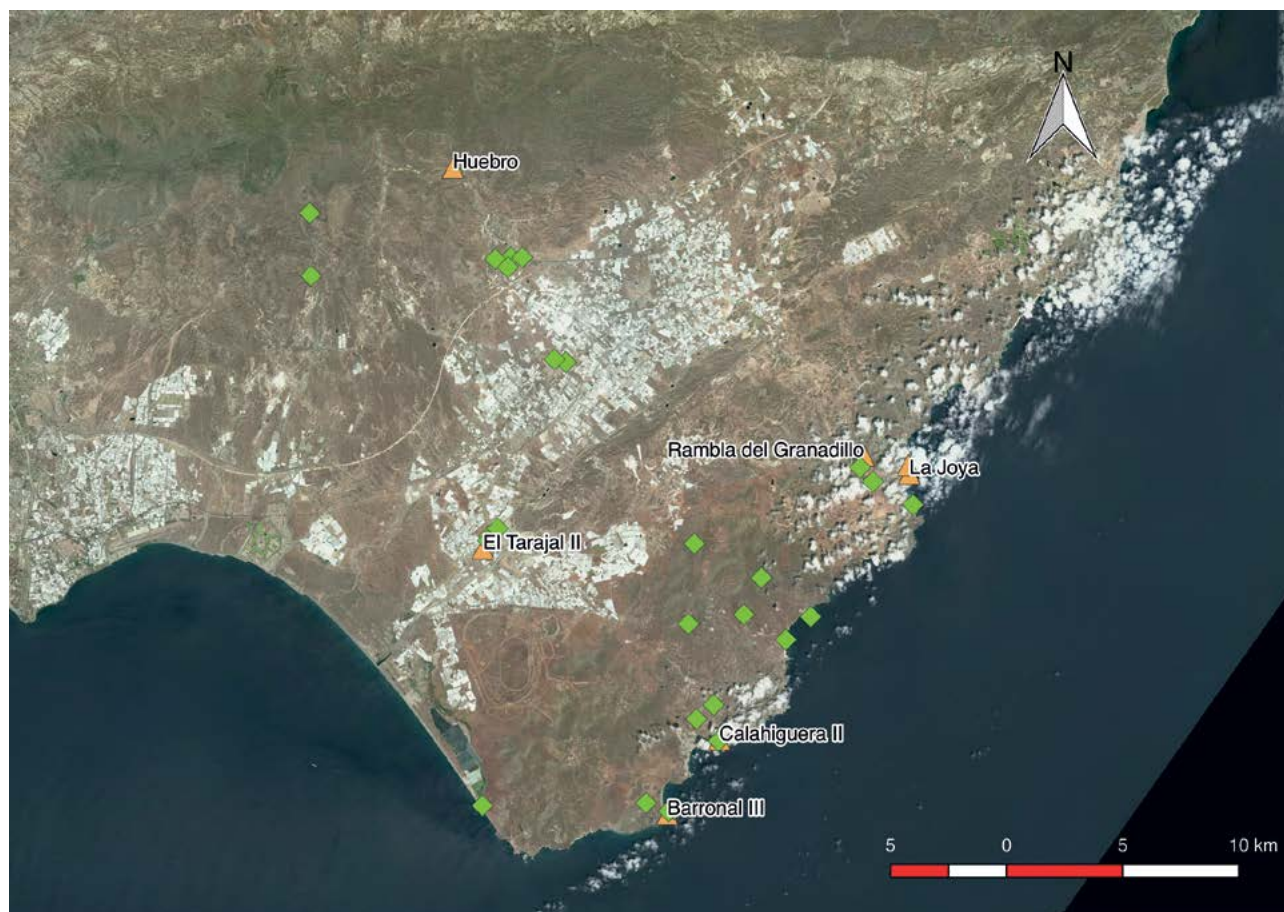 N
Huebro
Rambla del Granadillo
La Joya
El Tarajal II
Calahiguera II
Barronal III
5 0 5 10 km